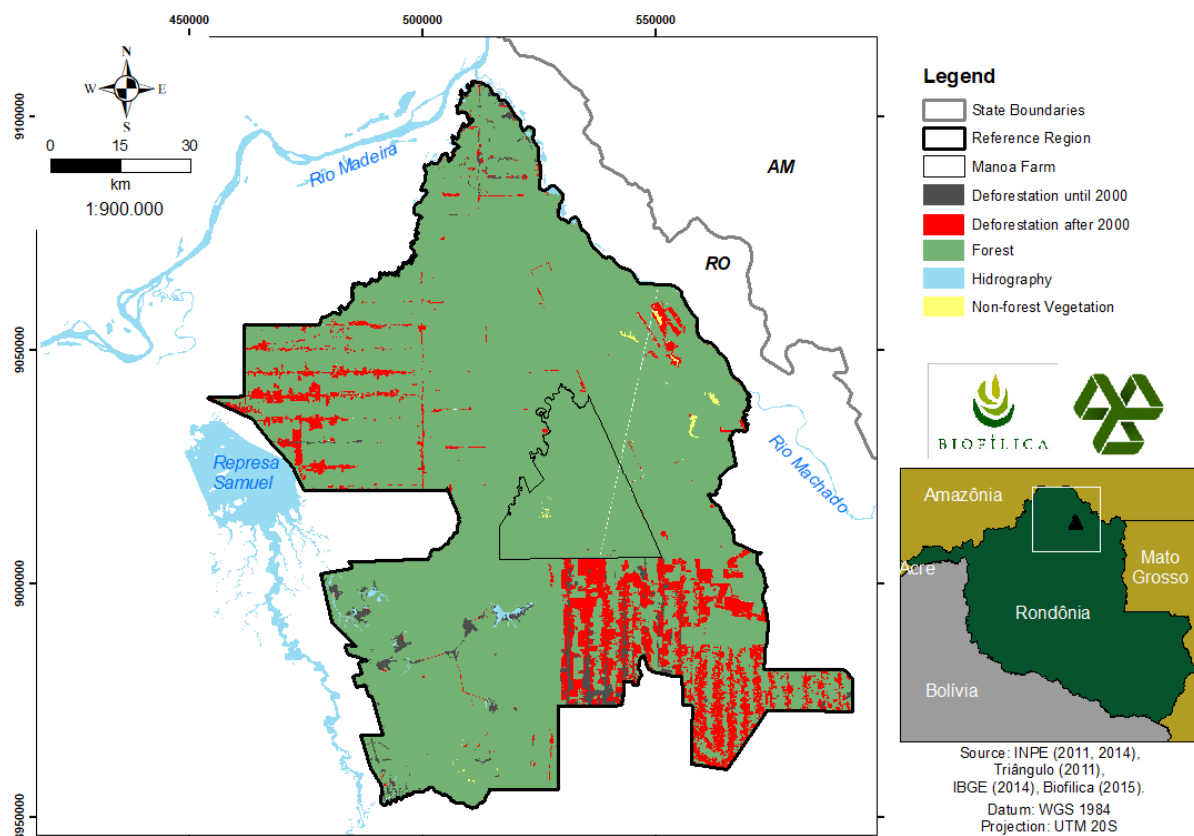 450000
500000
550000
N
W
E
S
0
15
30
km
1:900.000
9100000
9050000
9000000
8950000
Rio Madeira
AM
RO
Represa
Samuel
Rio Machado
Legend
State Boundaries
Reference Region
Manoa Farm
Deforestation until 2000
Deforestation after 2000
Forest
Hidrography
Non-forest Vegetation
BIOFÍLICA
Amazônia
Acre
Mato
Grosso
Rondônia
Bolívia
Source: INPE (2011, 2014),
Triângulo (2011),
IBGE (2014), Biofílica (2015).
Datum: WGS 1984
Projection: UTM 20S